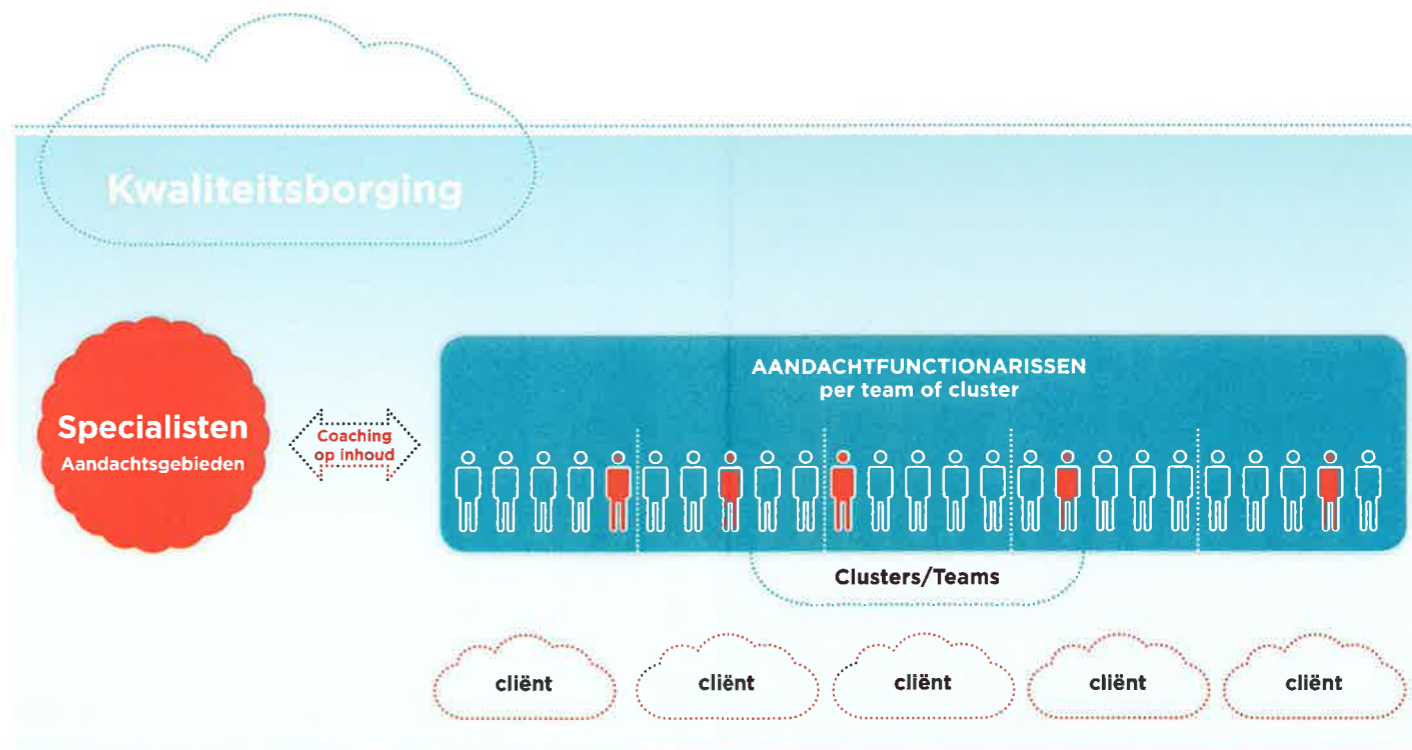 Kwaliteitsborging
Specialisten
Aandachtsgebieden
Coaching
op inhoud
AANDACHTFUNCTIONARISSEN
per team of cluster
Clusters/Teams
cliënt
cliënt
cliënt
cliënt
cliënt